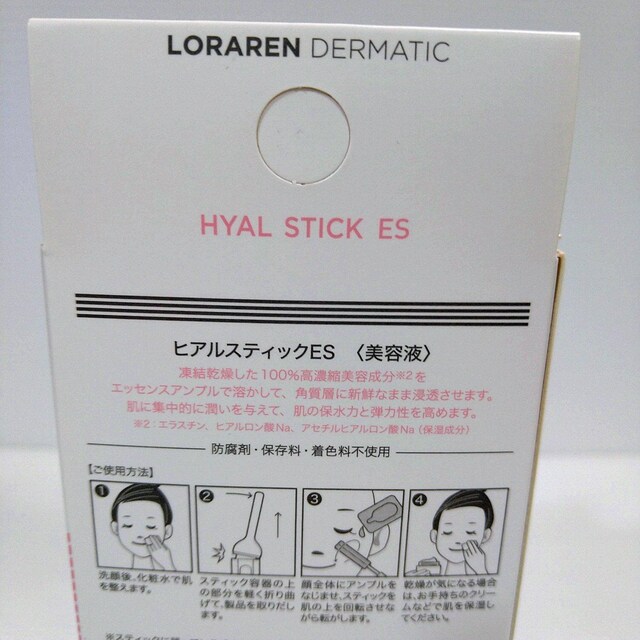 LORAREN DERMATIC
HYAL STICK ES
ヒアルスティックES 〈美容液〉
凍結乾燥した100%高濃縮美容成分※2を
エッセンスアンプルで溶かして、角質層に新鮮なまま浸透させます。
肌に集中的に潤いを与えて、肌の保水力と弾力性を高めます。
※2：エラスチン、ヒアルロン酸Na、アセチルヒアルロン酸Na（保湿成分）
防腐剤・保存料・着色料不使用
【ご使用方法】
1
洗顔後、化粧水で肌
を整えます。
2
スティック容器の上
の部分を軽く折り曲
げて、製品を取りだしま
す。
3
顔全体にアンプルを
なじませ、スティックを
肌の上を回転させな
がら転がします。
4
乾燥が気になる場合
は、お手持ちのクリー
ムなどで肌を保湿し
てください。